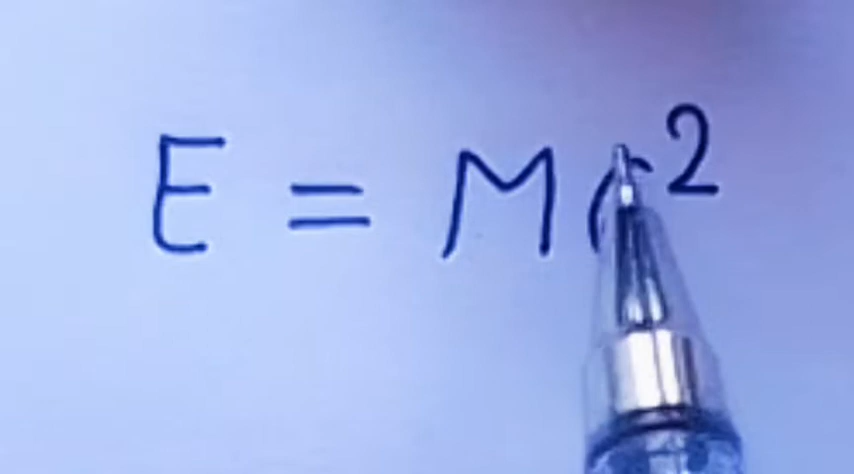 E = Mc²